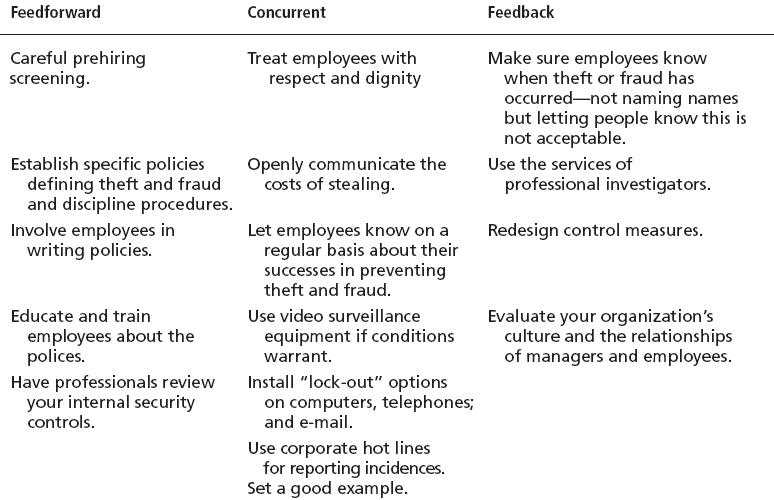 Feedforward Concurrent Feedback
Careful prehiring
screening.
Treat employees with
respect and dignity
Make sure employees know
when theft or fraud has
occurred—not naming names
but letting people know this is
not acceptable.
Establish specific policies
defining theft and fraud
and discipline procedures.
Openly communicate the
costs of stealing.
Use the services of
professional investigators.
Involve employees in
writing policies.
Let employees know on a
regular basis about their
successes in preventing
theft and fraud.
Redesign control measures.
Educate and train
employees about the
polices.
Use video surveillance
equipment if conditions
warrant.
Evaluate your organization’s
culture and the relationships
of managers and employees.
Have professionals review
your internal security
controls.
Install “lock-out” options
on computers, telephones;
and e-mail.
Use corporate hot lines
for reporting incidences.
Set a good example.